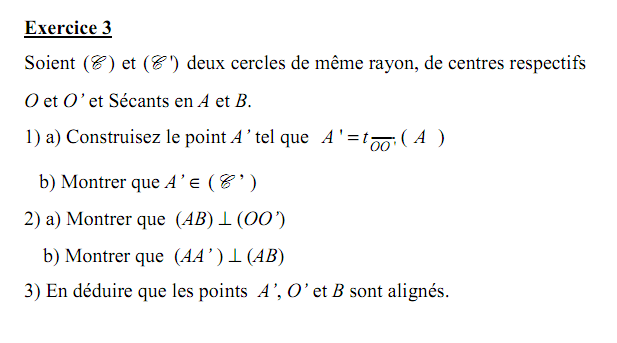 Exercice 3
Soient (𝒞) et (𝒞') deux cercles de même rayon, de centres respectifs
O et O' et Sécants en A et B.
1) a) Construisez le point A' tel que A'=t_{\overline{OO'}}( A )
b) Montrer que A' ∈ (𝒞')
2) a) Montrer que (AB) ⊥ (OO')
b) Montrer que (AA') ⊥ (AB)
3) En déduire que les points A', O' et B sont alignés.